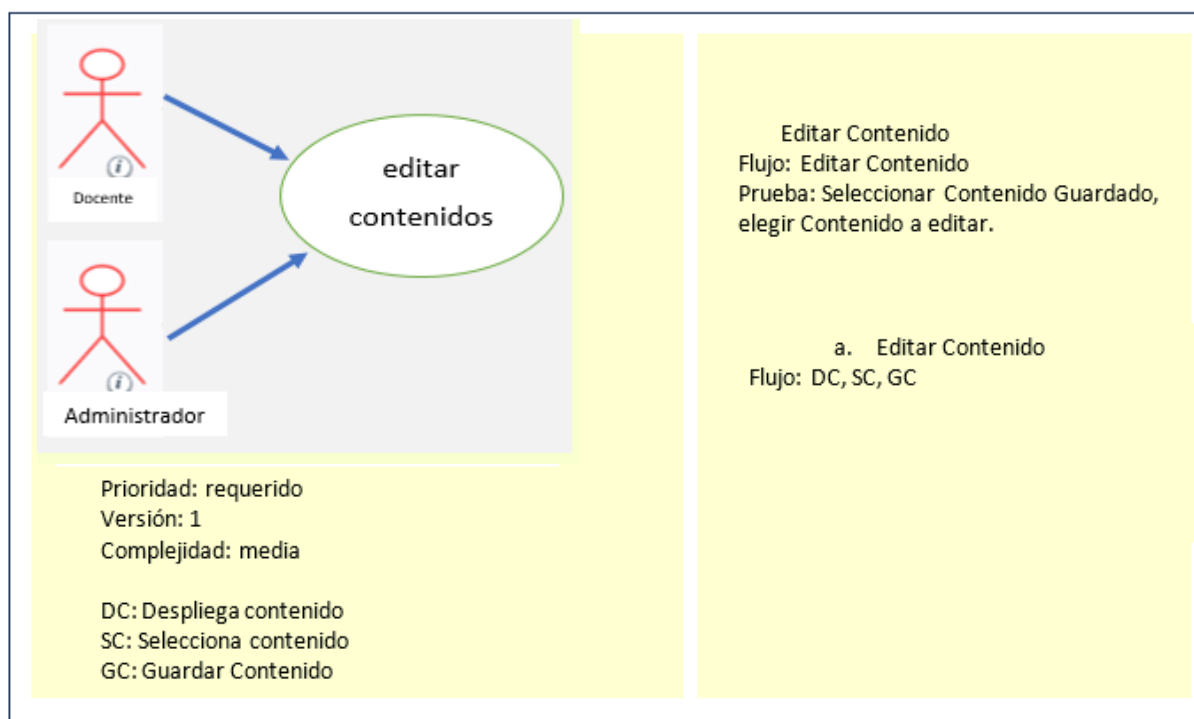 Docente
editar
contenidos
Administrador
Prioridad: requerido
Versión: 1
Complejidad: media
DC: Despliega contenido
SC: Selecciona contenido
GC: Guardar Contenido
Editar Contenido
Flujo: Editar Contenido
Prueba: Seleccionar Contenido Guardado,
elegir Contenido a editar.
a. Editar Contenido
Flujo: DC, SC, GC